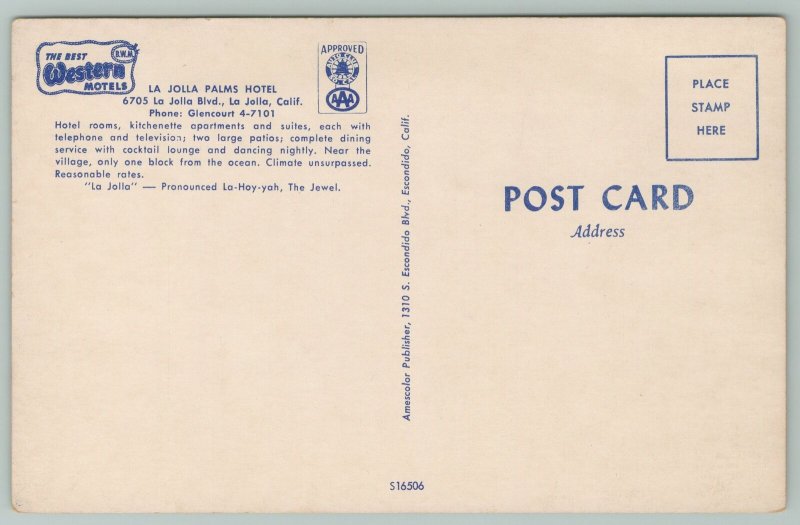 THE BEST
B.W.M.
Western
MOTELS
LA JOLLA PALMS HOTEL
6705 La Jolla Blvd., La Jolla, Calif.
Phone: Glencourt 4-7101
APPROVED
AUTO CLUB
AAA
Hotel rooms, kitchenette apartments and suites, each with
telephone and television; two large patios; complete dining
service with cocktail lounge and dancing nightly. Near the
village, only one block from the ocean. Climate unsurpassed.
Reasonable rates.
"La Jolla" — Pronounced La-Hoy-yah, The Jewel.
Amescolor Publisher, 1310 S. Escondido Blvd., Escondido, Calif.
PLACE
STAMP
HERE
POST CARD
Address
S16506